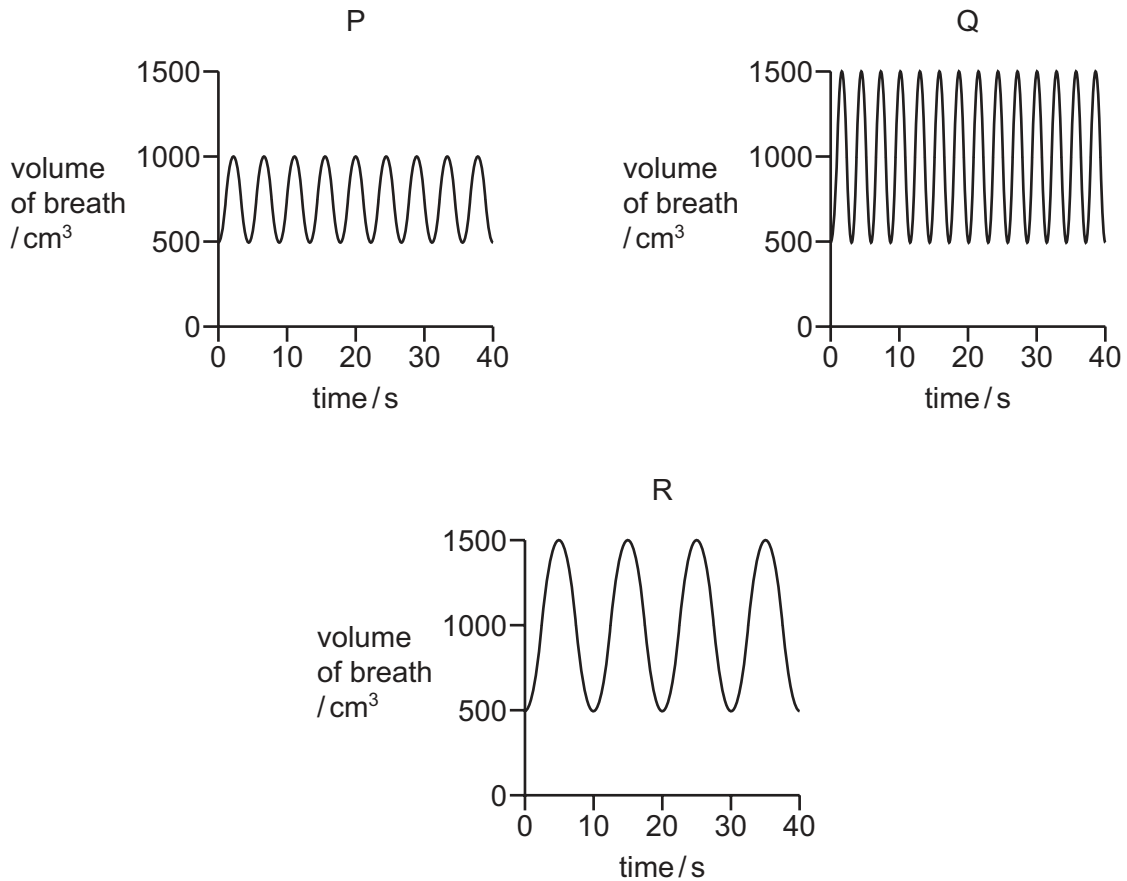 P
1500
1000
500
0
volume
of breath
/ cm³
0 10 20 30 40
time / s
Q
1500
1000
500
0
volume
of breath
/ cm³
0 10 20 30 40
time / s
R
1500
1000
500
0
volume
of breath
/ cm³
0 10 20 30 40
time / s